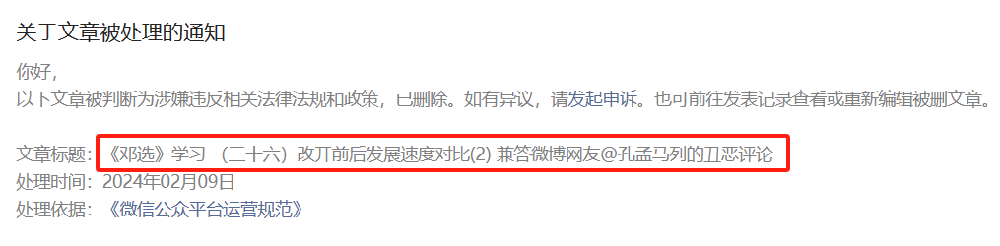 关于文章被处理的通知
你好，
以下文章被判断为涉嫌违反相关法律法规和政策，已删除。如有异议，请发起申诉。也可前往发表记录查看或重新编辑被删文章。
文章标题：《邓选》学习 （三十六）改开前后发展速度对比(2) 兼答微博网友@孔孟马列的丑恶评论
处理时间：2024年02月09日
处理依据：《微信公众平台运营规范》